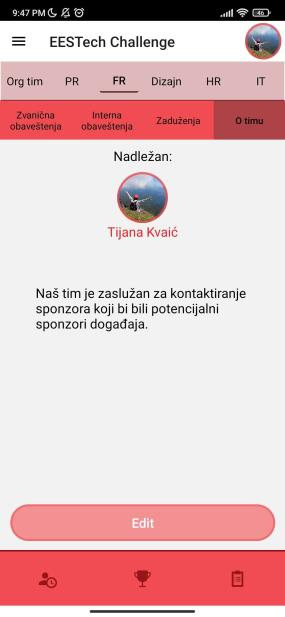 9:47 PM
46
EESTech Challenge
Org tim PR FR Dizajn HR IT
Zvanična
obaveštenja
Interna
obaveštenja
Zaduženja
O timu
Nadležan:
Tijana Kvaić
Naš tim je zaslužan za kontaktiranje
sponzora koji bi bili potencijalni
sponzori događaja.
Edit